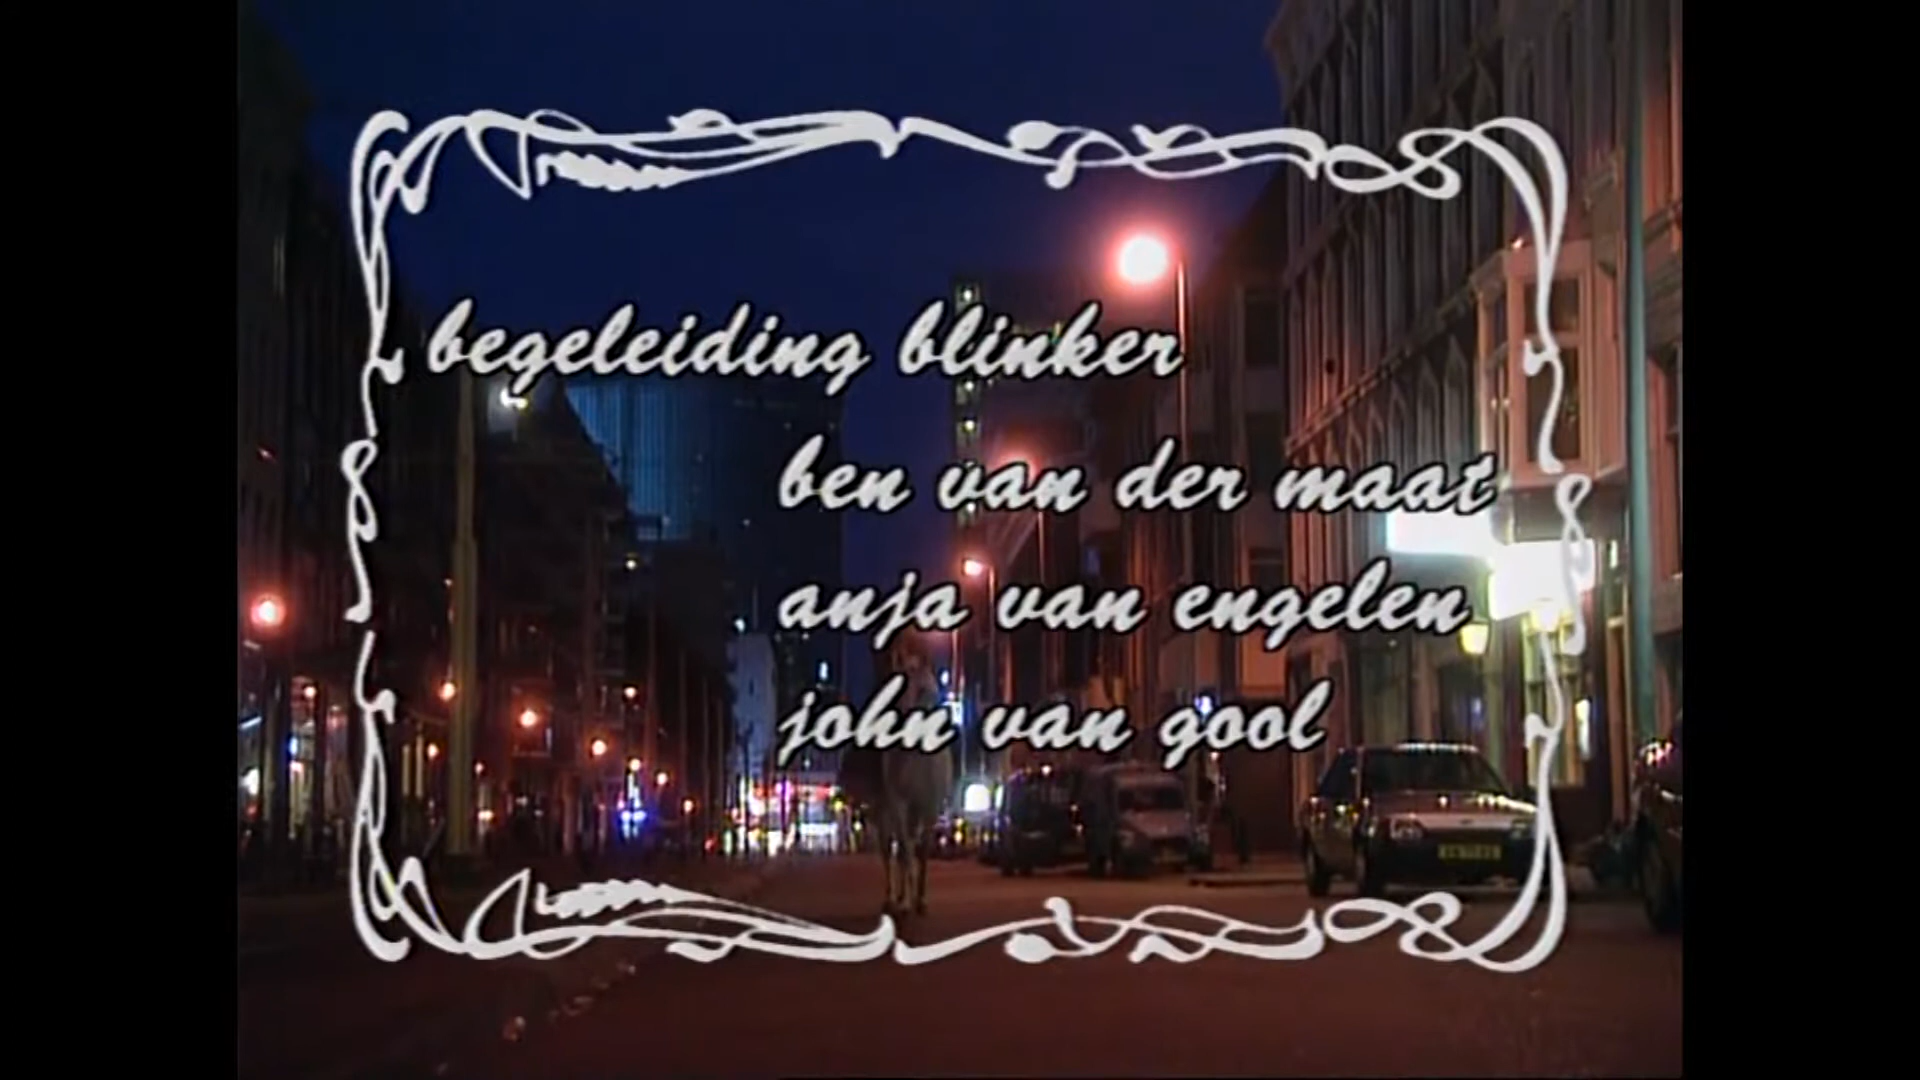 begeleiding blinker
ben van der maat
anja van engelen
john van gool